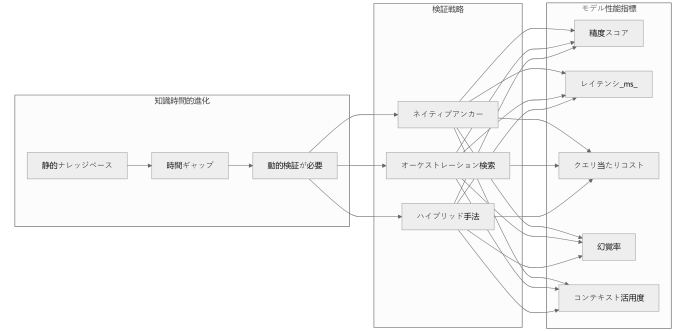 知識時間的進化
静的ナレッジベース
時間ギャップ
動的検証が必要
検証戦略
ネイティブアンカー
オーケストレーション検索
ハイブリッド手法
モデル性能指標
精度スコア
レイテンシ_ms_
クエリ当たりコスト
幻覚率
コンテキスト活用度